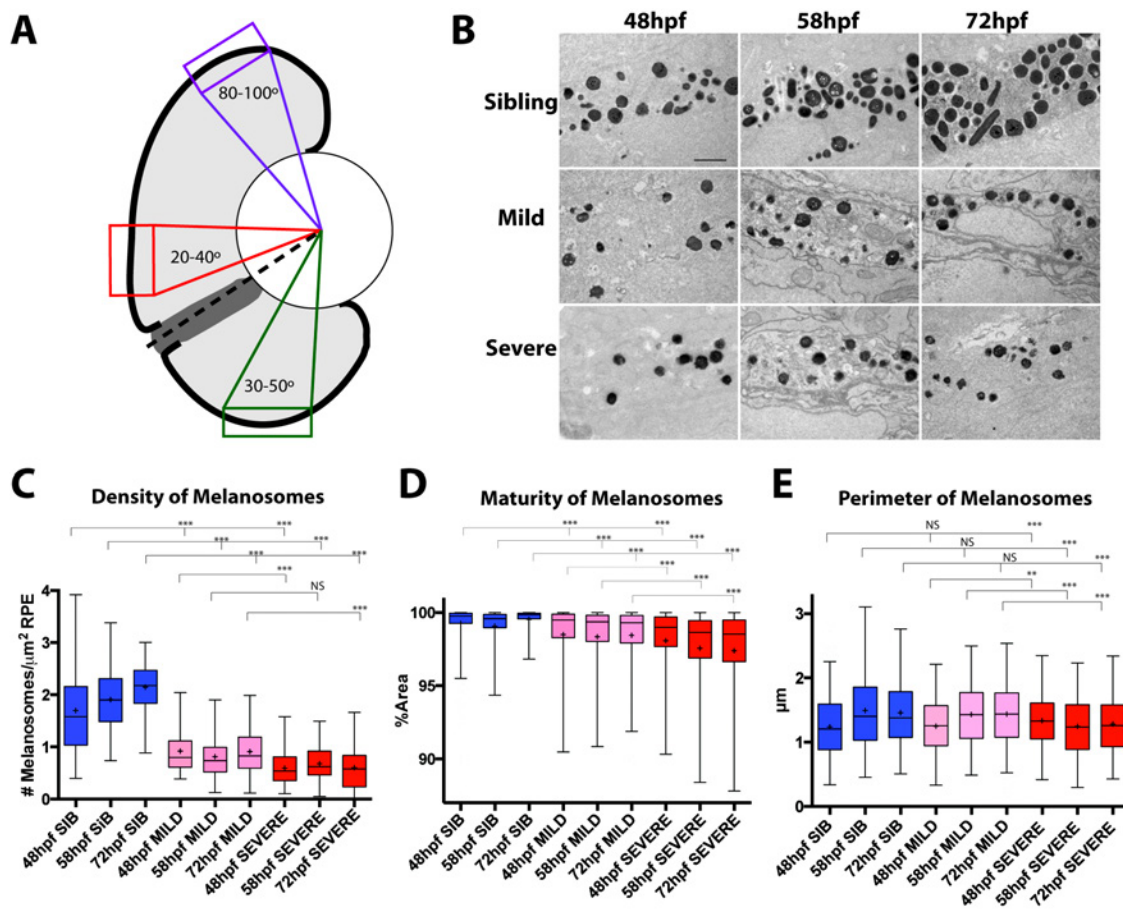 A
80-100º
20-40º
30-50º
B
48hpf 58hpf 72hpf
Sibling
Mild
Severe
C
Density of Melanosomes
*** ***
*** ***
*** ***
***
NS
***
# Melanosomes/μm² RPE
4
3
2
1
0
48hpf SIB
58hpf SIB
72hpf SIB
48hpf MILD
58hpf MILD
72hpf MILD
48hpf SEVERE
58hpf SEVERE
72hpf SEVERE
D
Maturity of Melanosomes
*** ***
*** ***
*** ***
***
***
***
%Area
100
95
90
48hpf SIB
58hpf SIB
72hpf SIB
48hpf MILD
58hpf MILD
72hpf MILD
48hpf SEVERE
58hpf SEVERE
72hpf SEVERE
E
Perimeter of Melanosomes
NS ***
NS ***
NS ***
**
***
***
μm
3
2
1
0
48hpf SIB
58hpf SIB
72hpf SIB
48hpf MILD
58hpf MILD
72hpf MILD
48hpf SEVERE
58hpf SEVERE
72hpf SEVERE